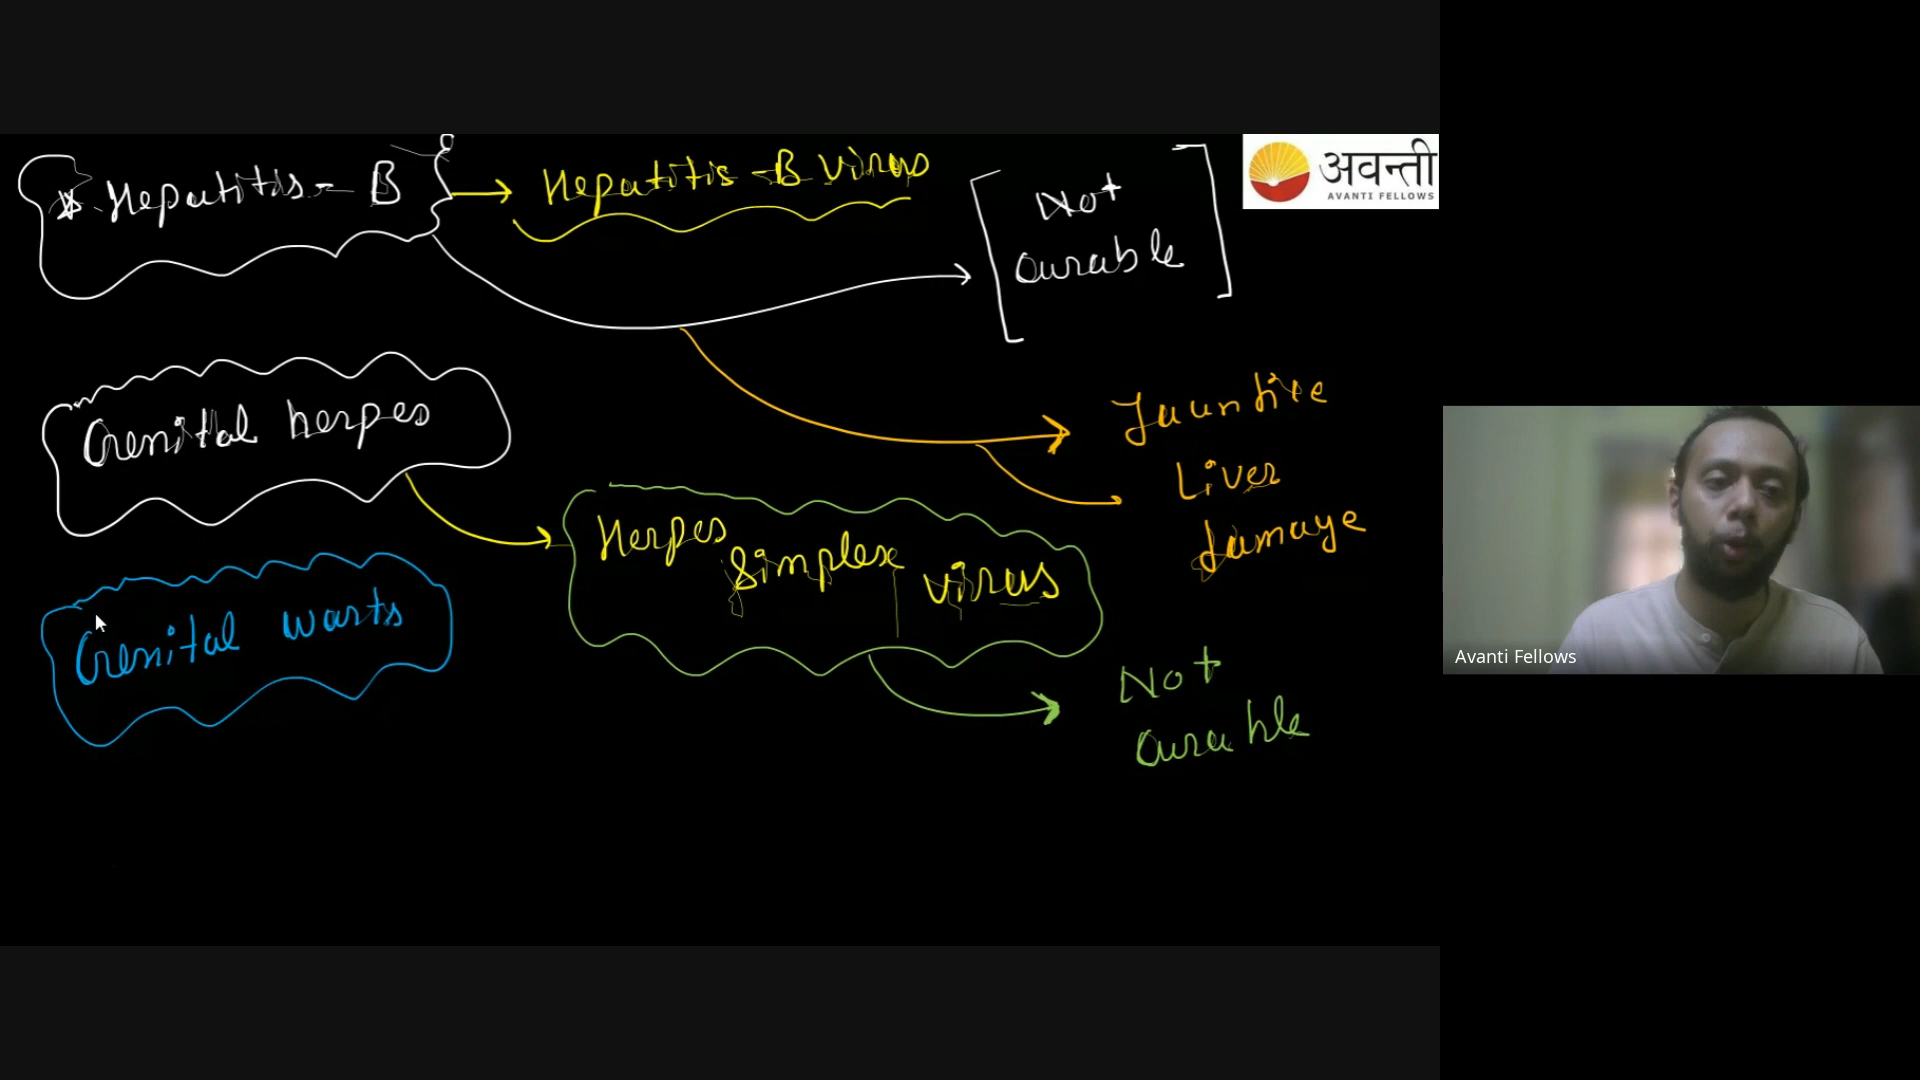 * Hepatitis - B
Hepatitis - B virus
Not
curable
अवन्ती
AVANTI FELLOWS
Genital herpes
Liver
damage
Herpes simplex virus
Genital warts
Not
curable
Avanti Fellows